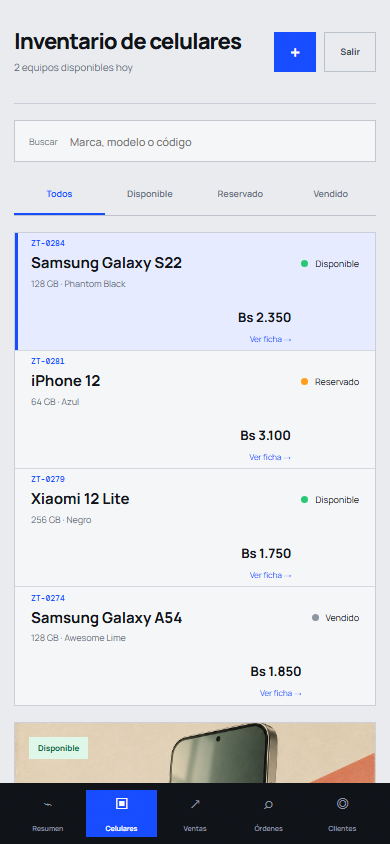 Inventario de celulares
2 equipos disponibles hoy
+
Salir
Buscar Marca, modelo o código
Todos Disponible Reservado Vendido
ZT-0284
Samsung Galaxy S22
Disponible
128 GB · Phantom Black
Bs 2.350
Ver ficha →
ZT-0281
iPhone 12
Reservado
64 GB · Azul
Bs 3.100
Ver ficha →
ZT-0279
Xiaomi 12 Lite
Disponible
256 GB · Negro
Bs 1.750
Ver ficha →
ZT-0274
Samsung Galaxy A54
Vendido
128 GB · Awesome Lime
Bs 1.850
Ver ficha →
Disponible
Resumen Celulares Ventas Órdenes Clientes